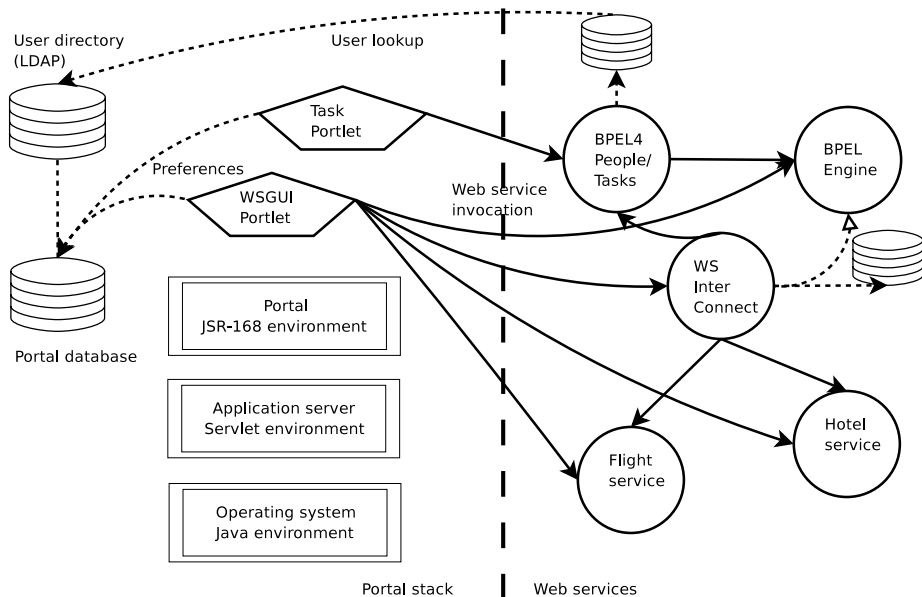 User directory
(LDAP)
User lookup
Task
Portlet
BPEL4
People/
Tasks
BPEL
Engine
Preferences
WSGUI
Portlet
Web service
invocation
WS
Inter
Connect
Portal
JSR-168 environment
Portal database
Application server
Servlet environment
Hotel
service
Flight
service
Operating system
Java environment
Portal stack
Web services